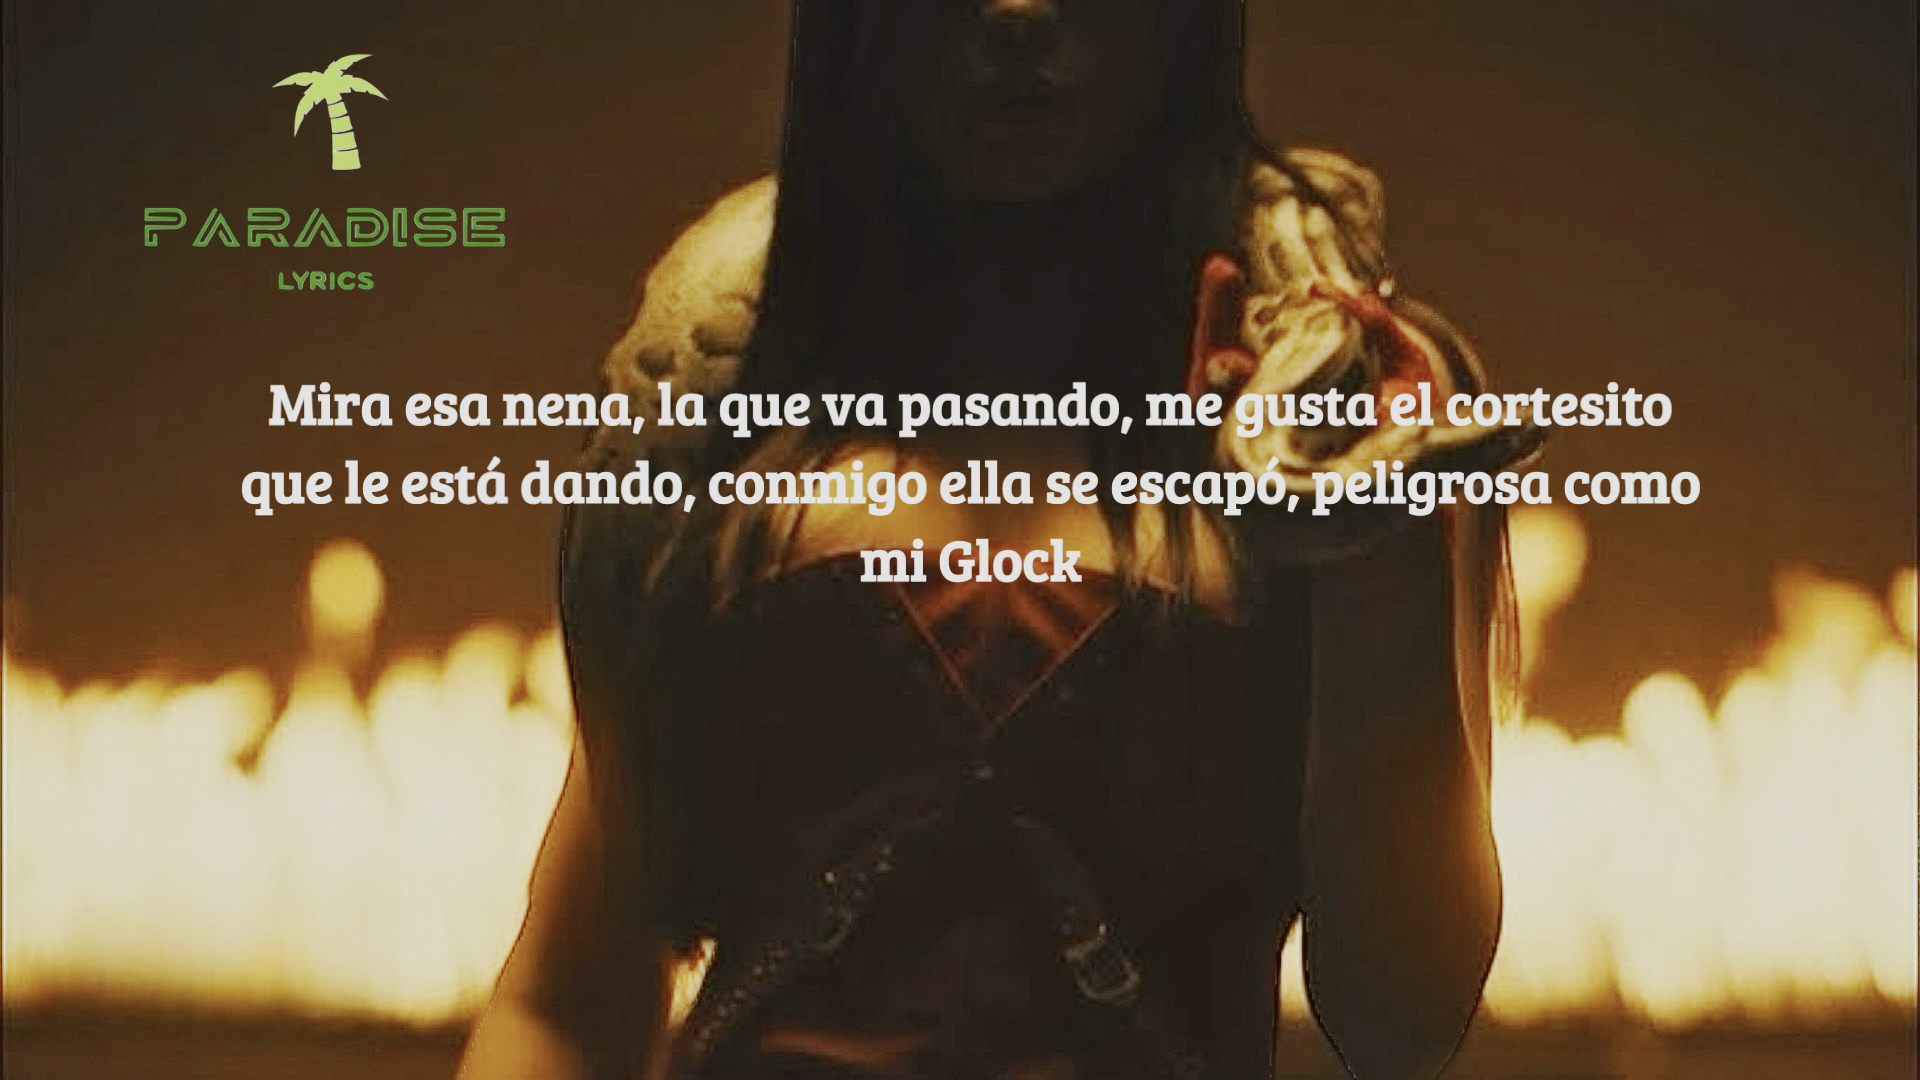 PARADISE
LYRICS
Mira esa nena, la que va pasando, me gusta el cortesito
que le está dando, conmigo ella se escapó, peligrosa como
mi Glock